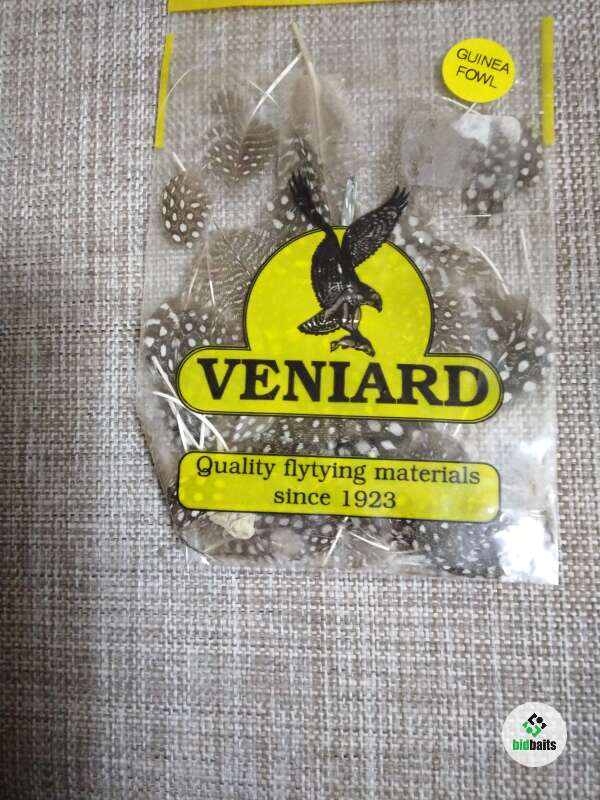 GUINEA
FOWL
VENIARD
Quality flytying materials
since 1923
bidbaits